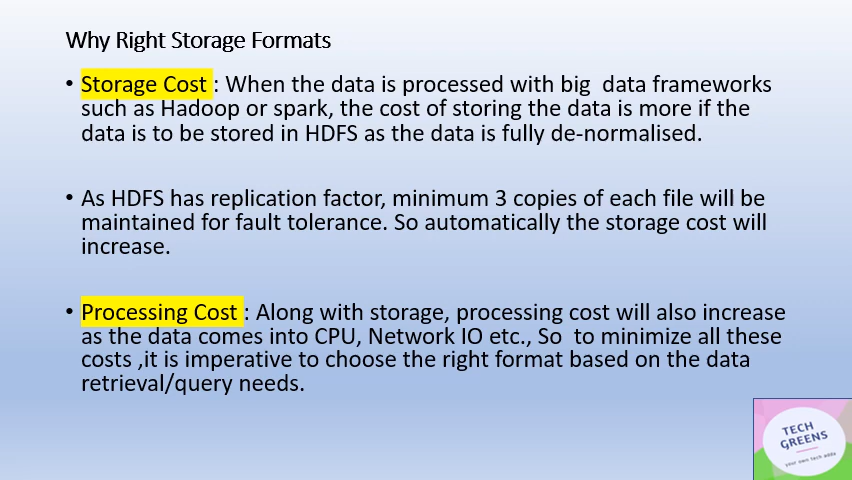 Why Right Storage Formats
• Storage Cost : When the data is processed with big data frameworks
such as Hadoop or spark, the cost of storing the data is more if the
data is to be stored in HDFS as the data is fully de-normalised.
• As HDFS has replication factor, minimum 3 copies of each file will be
maintained for fault tolerance. So automatically the storage cost will
increase.
• Processing Cost : Along with storage, processing cost will also increase
as the data comes into CPU, Network IO etc., So to minimize all these
costs ,it is imperative to choose the right format based on the data
retrieval/query needs.
TECH
GREENS
your own tech adda